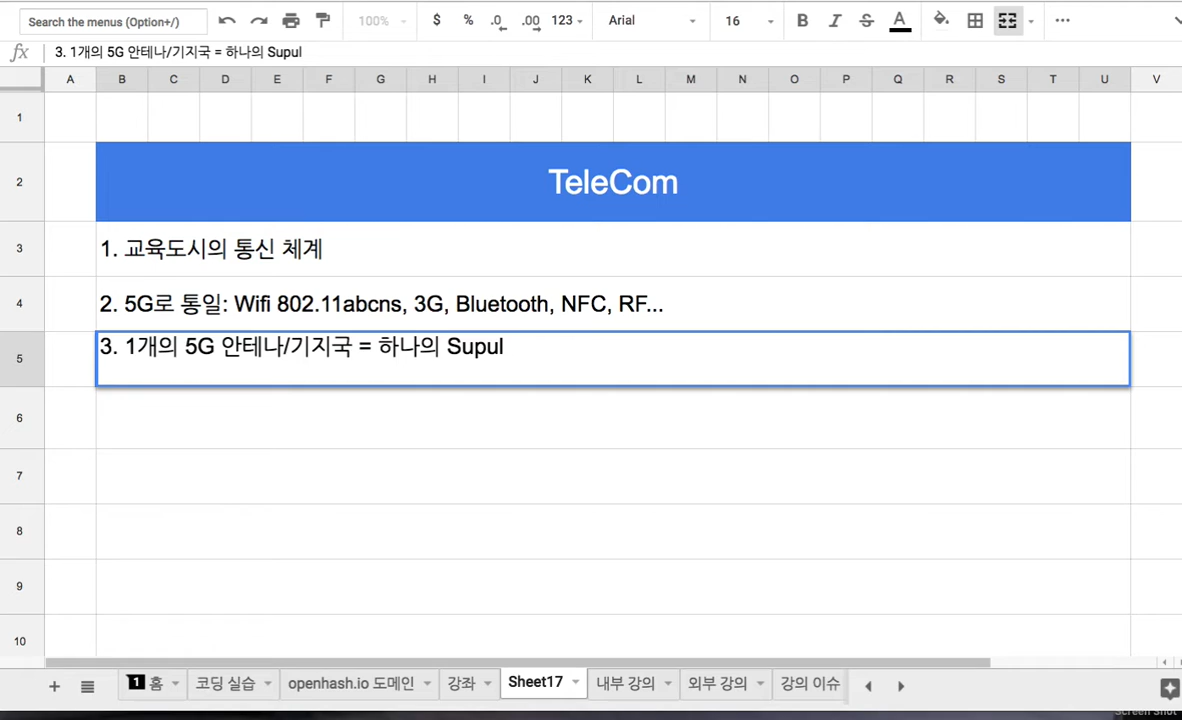 Search the menus (Option+/)
100%
$ % .0 .00 123
Arial
16
B I S A
fx 3. 1개의 5G 안테나/기지국 = 하나의 Supul
A B C D E F G H I J K L M N O P Q R S T U V
1
2
TeleCom
3
1. 교육도시의 통신 체계
4
2. 5G로 통일: Wifi 802.11abcns, 3G, Bluetooth, NFC, RF...
5
3. 1개의 5G 안테나/기지국 = 하나의 Supul
6
7
8
9
10
1 홈 코딩 실습 openhash.io 도메인 강좌 Sheet17 내부 강의 외부 강의 강의 이슈
Screen Shot